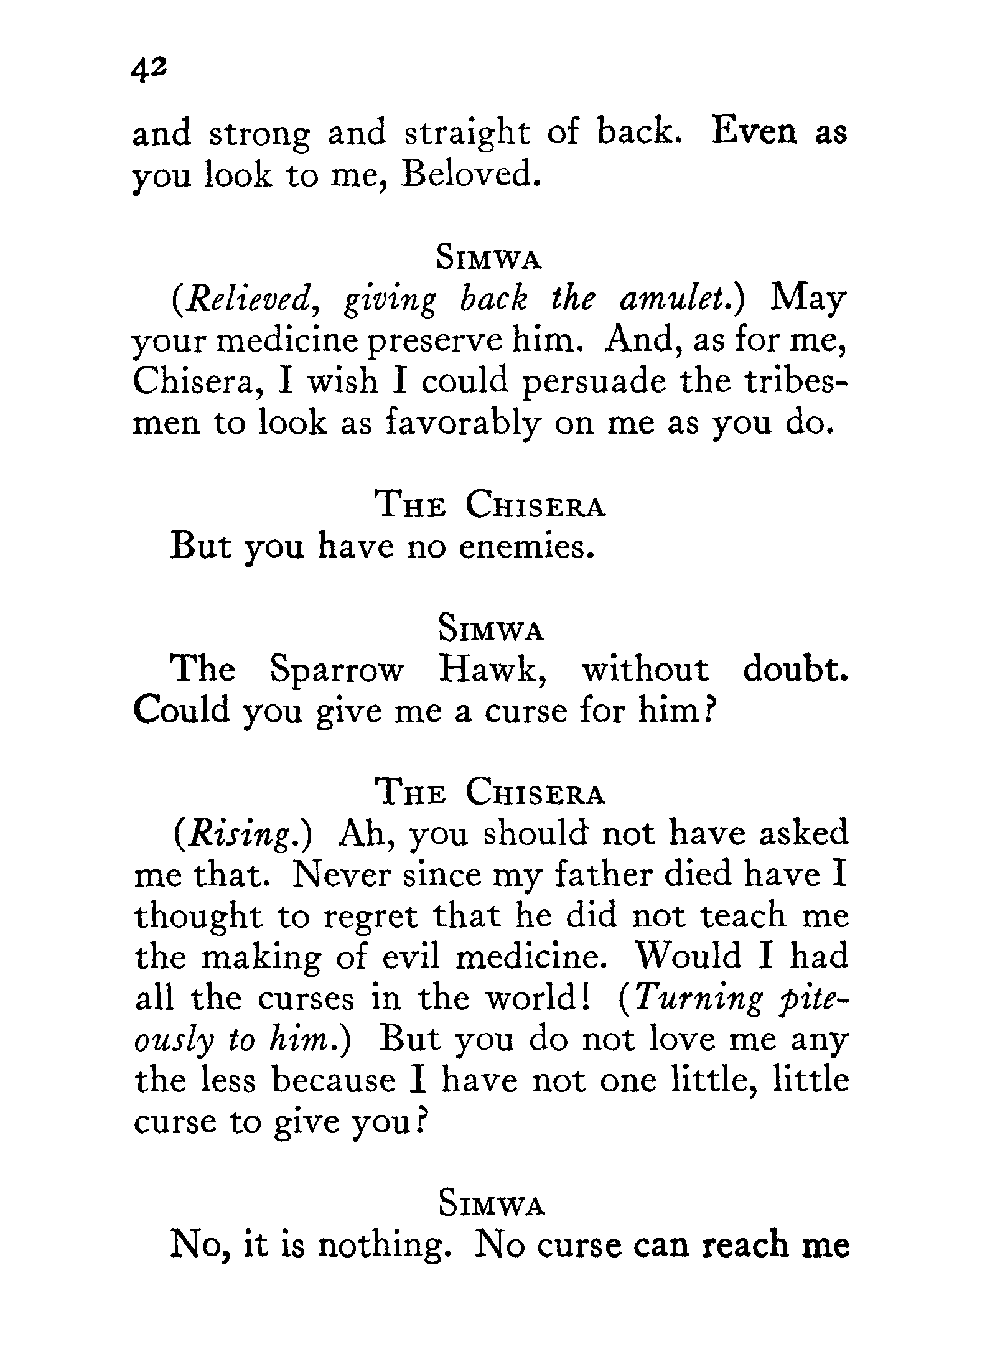 42
and strong and straight of back. Even as
you look to me, Beloved.
Simwa
(Relieved, giving back the amulet.) May
your medicine preserve him. And, as for me,
Chisera, I wish I could persuade the tribes-
men to look as favorably on me as you do.
The Chisera
But you have no enemies.
Simwa
The Sparrow Hawk, without doubt.
Could you give me a curse for him?
The Chisera
(Rising.) Ah, you should not have asked
me that. Never since my father died have I
thought to regret that he did not teach me
the making of evil medicine. Would I had
all the curses in the world! (Turning pite-
ously to him.) But you do not love me any
the less because I have not one little, little
curse to give you?
Simwa
No, it is nothing. No curse can reach me